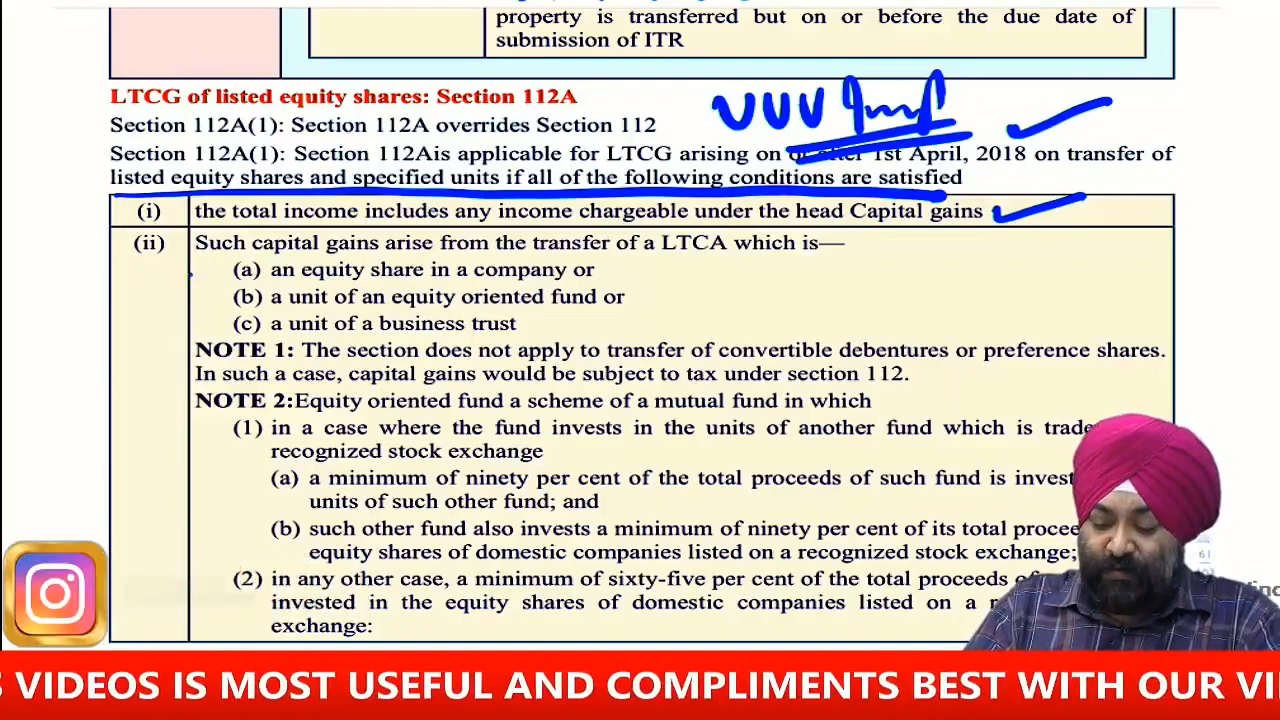 property is transferred but on or before the due date of
submission of ITR
LTCG of listed equity shares: Section 112A
VVV Imp
Section 112A(1): Section 112A overrides Section 112
Section 112A(1): Section 112Ais applicable for LTCG arising on or after 1st April, 2018 on transfer of
listed equity shares and specified units if all of the following conditions are satisfied
(i) the total income includes any income chargeable under the head Capital gains
(ii) Such capital gains arise from the transfer of a LTCA which is—
(a) an equity share in a company or
(b) a unit of an equity oriented fund or
(c) a unit of a business trust
NOTE 1: The section does not apply to transfer of convertible debentures or preference shares.
In such a case, capital gains would be subject to tax under section 112.
NOTE 2:Equity oriented fund a scheme of a mutual fund in which
(1) in a case where the fund invests in the units of another fund which is trade
recognized stock exchange
(a) a minimum of ninety per cent of the total proceeds of such fund is invest
units of such other fund; and
(b) such other fund also invests a minimum of ninety per cent of its total procee
equity shares of domestic companies listed on a recognized stock exchange;
(2) in any other case, a minimum of sixty-five per cent of the total proceeds of
invested in the equity shares of domestic companies listed on a r
exchange:
61
S VIDEOS IS MOST USEFUL AND COMPLIMENTS BEST WITH OUR VI